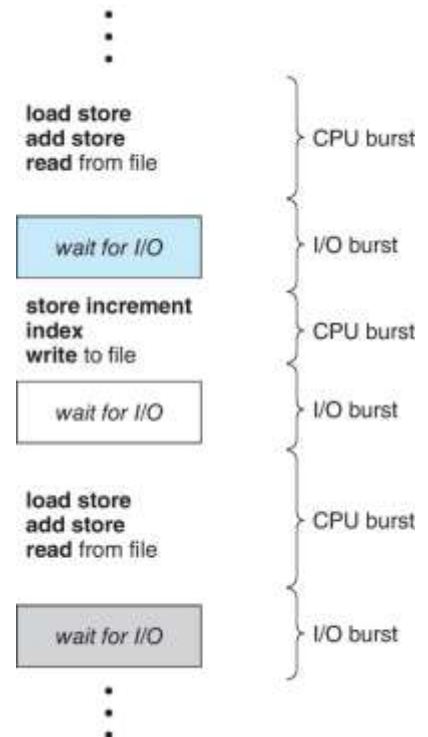 load store
add store
read from file
CPU burst
wait for I/O
I/O burst
store increment
index
write to file
CPU burst
wait for I/O
I/O burst
load store
add store
read from file
CPU burst
wait for I/O
I/O burst